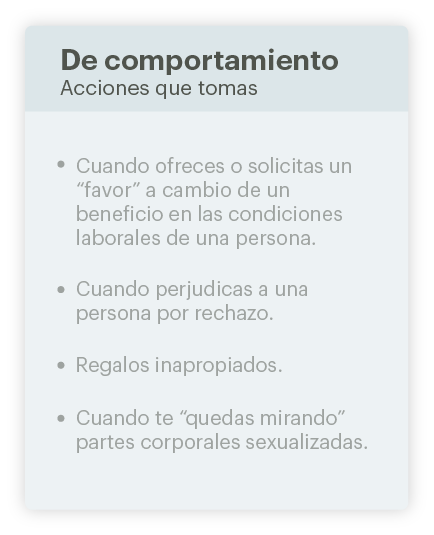 De comportamiento
Acciones que tomas
• Cuando ofreces o solicitas un
“favor” a cambio de un
beneficio en las condiciones
laborales de una persona.
• Cuando perjudicas a una
persona por rechazo.
• Regalos inapropiados.
• Cuando te “quedas mirando”
partes corporales sexualizadas.